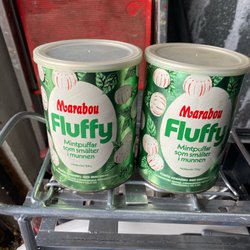 Marabou
Fluffy
Mintpuffar
som smälter
i munnen
Marabou
Fluffy
Mintpuffar
som smälter
i munnen